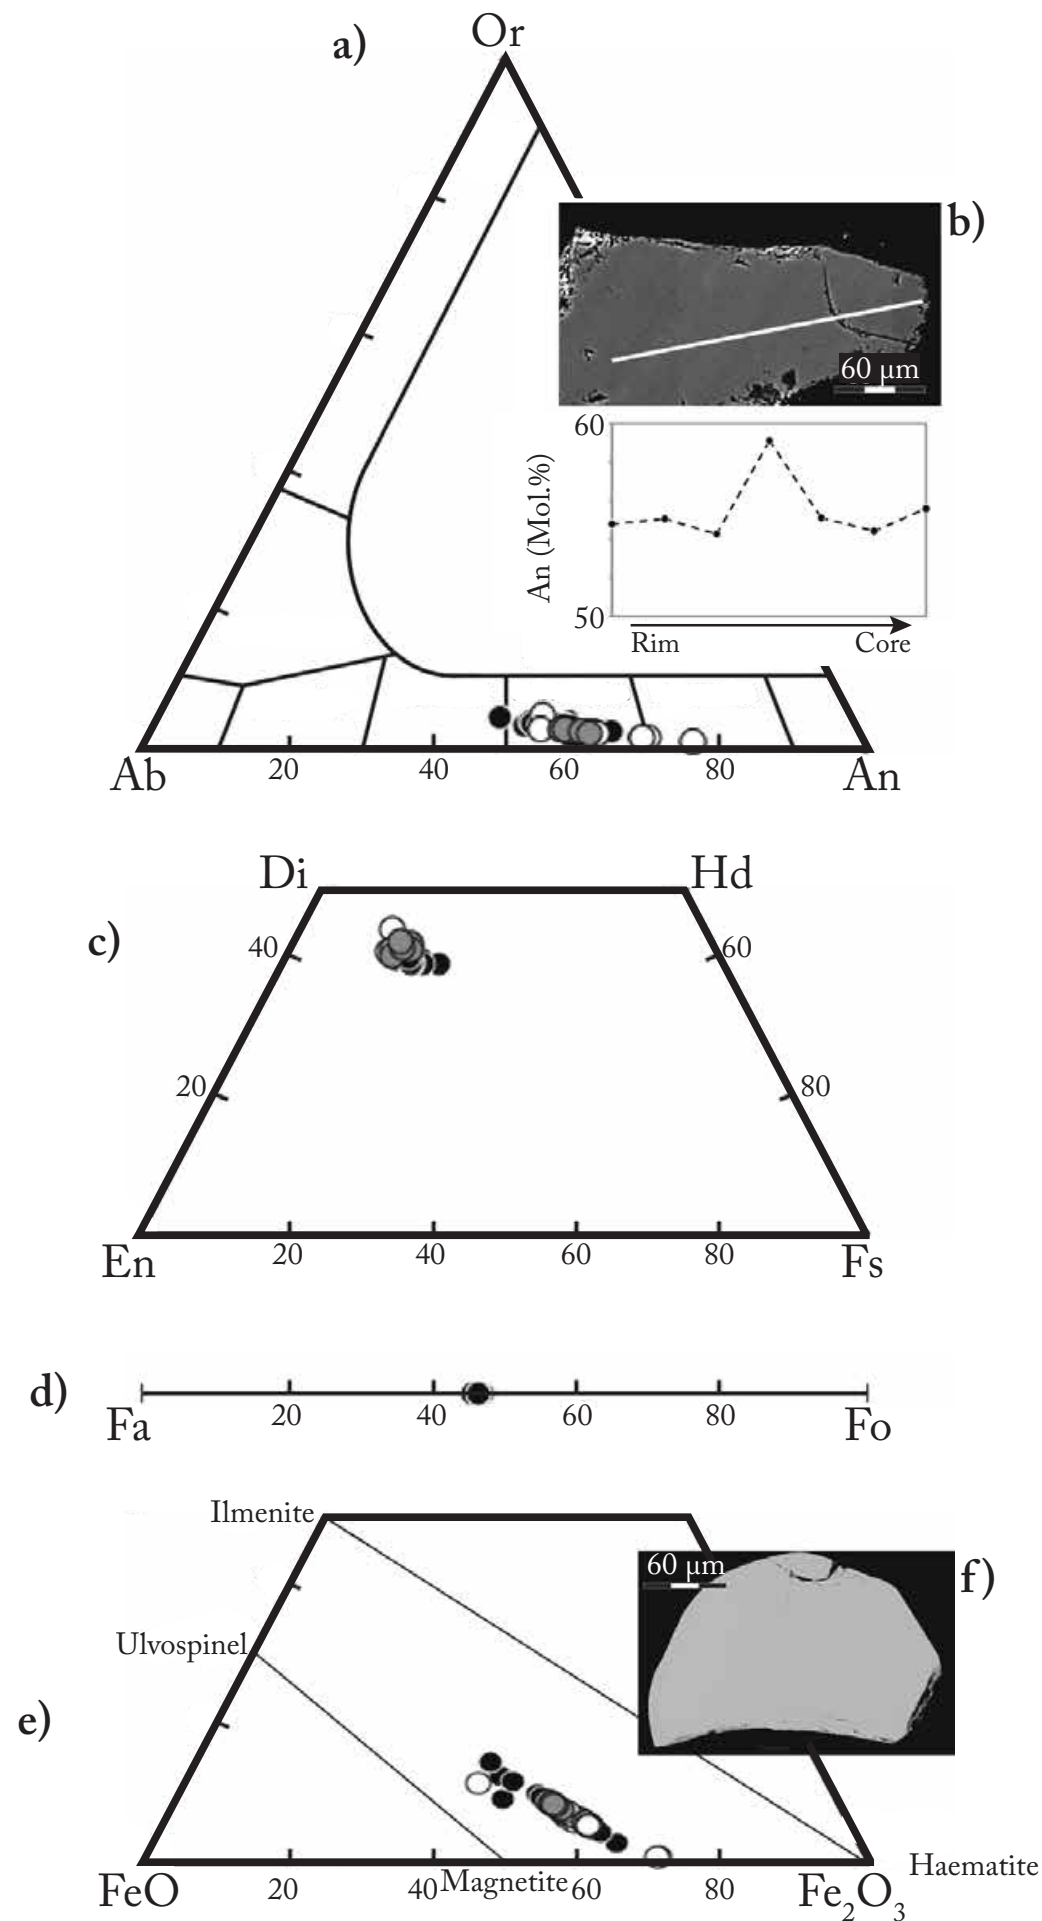 a)
Or
b)
60 µm
60
An (Mol.%)
50
Rim
Core
Ab
20
40
60
80
An
Di
Hd
c)
40
60
20
80
En
20
40
60
80
Fs
d)
Fa
20
40
60
80
Fo
Ilmenite
60 µm
f)
Ulvospinel
e)
FeO
20
40
Magnetite
60
80
Fe₂O₃
Haematite